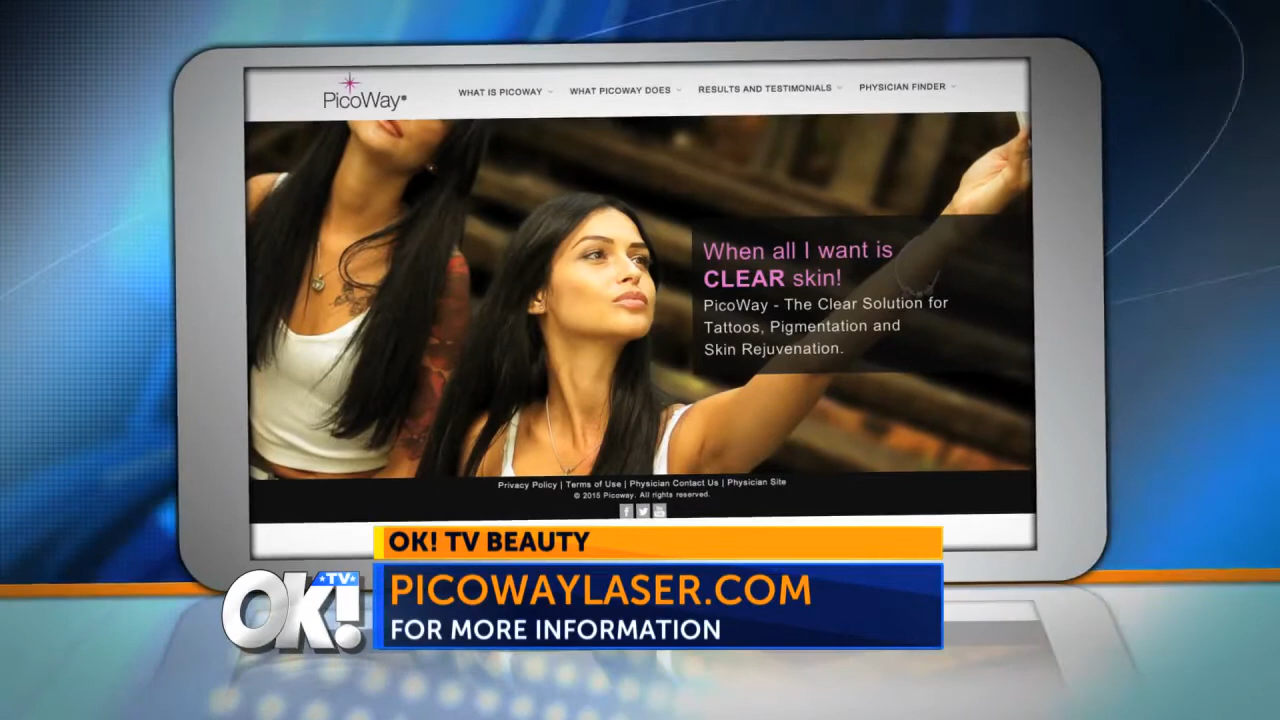 PicoWay®
WHAT IS PICOWAY WHAT PICOWAY DOES RESULTS AND TESTIMONIALS PHYSICIAN FINDER
When all I want is
CLEAR skin!
PicoWay - The Clear Solution for
Tattoos, Pigmentation and
Skin Rejuvenation.
Privacy Policy | Terms of Use | Physician Contact Us | Physician Site
© 2015 Picoway. All rights reserved.
OK! TV BEAUTY
OK! TV
PICOWAYLASER.COM
FOR MORE INFORMATION